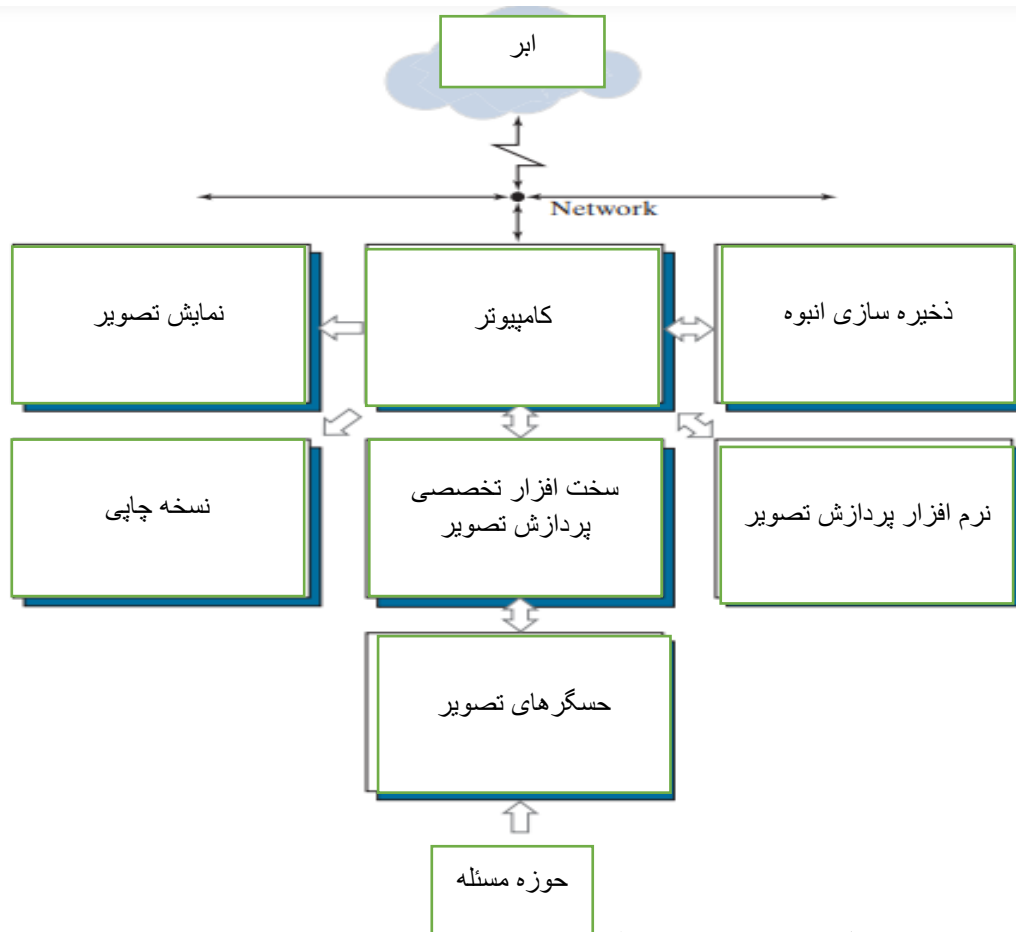 ابر
Network
ذخیره سازی انبوه
کامپیوتر
نمایش تصویر
نرم افزار پردازش تصویر
سخت افزار تخصصی
پردازش تصویر
نسخه چاپی
حسگرهای تصویر
حوزه مسئله